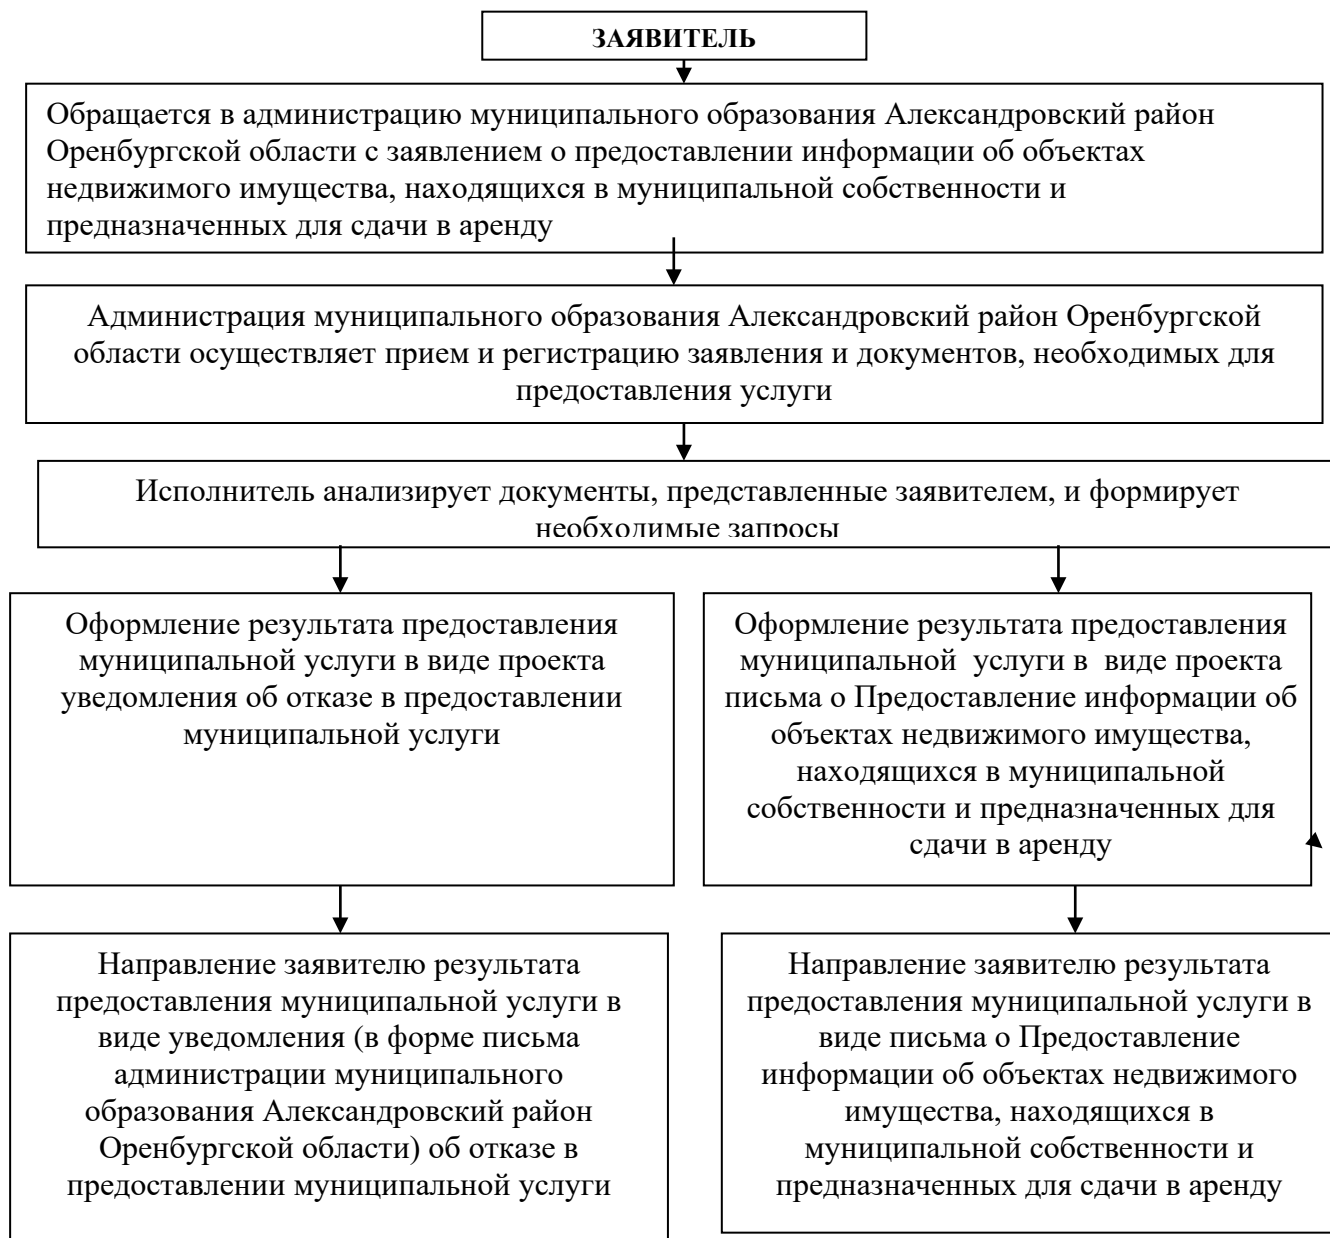 ЗАЯВИТЕЛЬ
Обращается в администрацию муниципального образования Александровский район
Оренбургской области с заявлением о предоставлении информации об объектах
недвижимого имущества, находящихся в муниципальной собственности и
предназначенных для сдачи в аренду
Администрация муниципального образования Александровский район Оренбургской
области осуществляет прием и регистрацию заявления и документов, необходимых для
предоставления услуги
Исполнитель анализирует документы, представленные заявителем, и формирует
необходимые запросы
Оформление результата предоставления
муниципальной услуги в виде проекта
уведомления об отказе в предоставлении
муниципальной услуги
Оформление результата предоставления
муниципальной услуги в виде проекта
письма о Предоставление информации об
объектах недвижимого имущества,
находящихся в муниципальной
собственности и предназначенных для
сдачи в аренду
Направление заявителю результата
предоставления муниципальной услуги в
виде уведомления (в форме письма
администрации муниципального
образования Александровский район
Оренбургской области) об отказе в
предоставлении муниципальной услуги
Направление заявителю результата
предоставления муниципальной услуги в
виде письма о Предоставление
информации об объектах недвижимого
имущества, находящихся в
муниципальной собственности и
предназначенных для сдачи в аренду